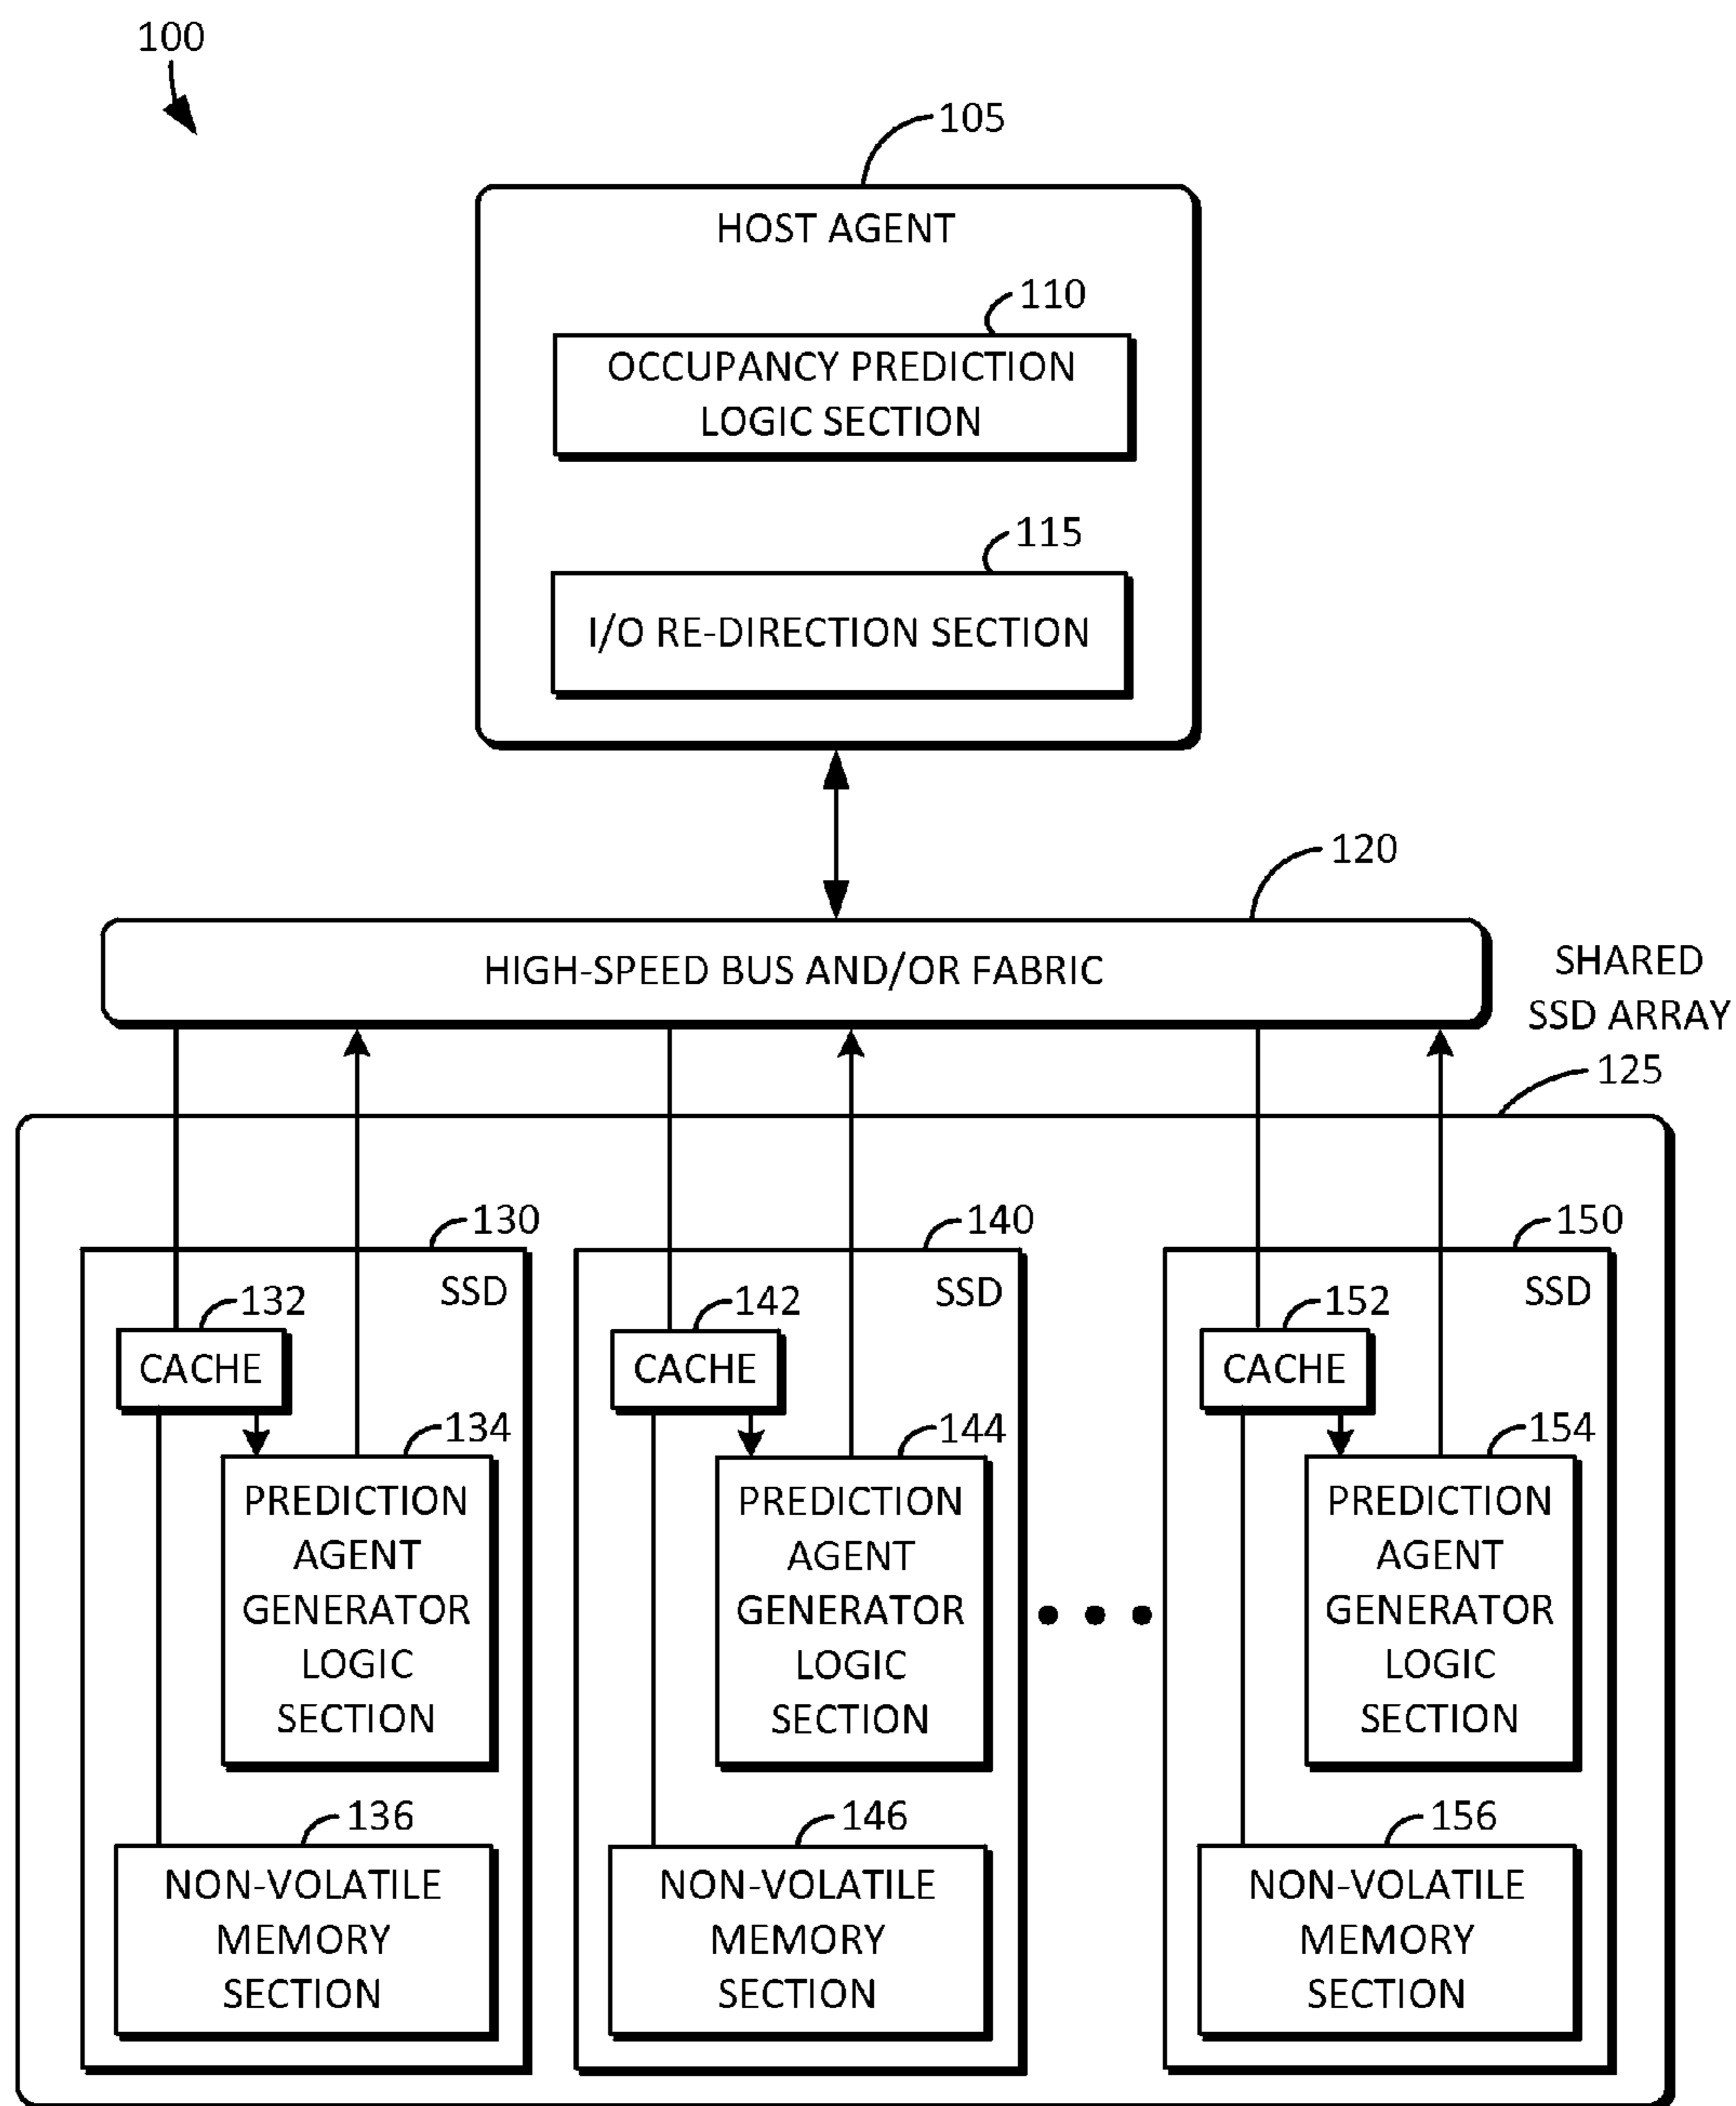 100
105
HOST AGENT
110
OCCUPANCY PREDICTION
LOGIC SECTION
115
I/O RE-DIRECTION SECTION
120
HIGH-SPEED BUS AND/OR FABRIC
SHARED
SSD ARRAY
125
130
SSD
132
CACHE
134
PREDICTION
AGENT
GENERATOR
LOGIC
SECTION
136
NON-VOLATILE
MEMORY
SECTION
140
SSD
142
CACHE
144
PREDICTION
AGENT
GENERATOR
LOGIC
SECTION
146
NON-VOLATILE
MEMORY
SECTION
150
SSD
152
CACHE
154
PREDICTION
AGENT
GENERATOR
LOGIC
SECTION
156
NON-VOLATILE
MEMORY
SECTION